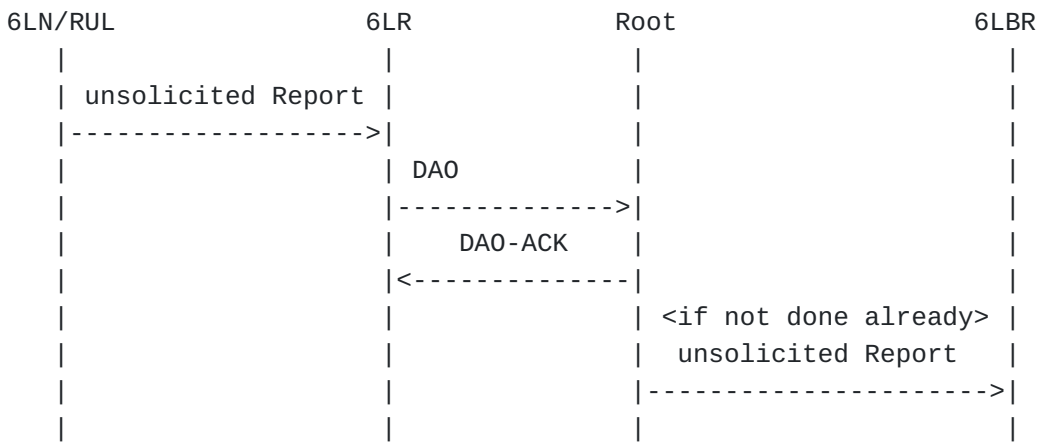 6LN/RUL 6LR Root 6LBR
unsolicited Report
DAO
DAO-ACK
<if not done already>
unsolicited Report